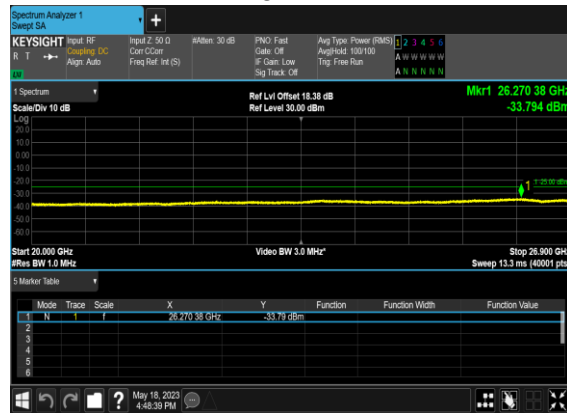 Spectrum Analyzer 1
Swept SA
+
KEYSIGHT Input: RF Input Z: 50 Ω #Atten: 30 dB PNO: Fast Avg Type: Power (RMS) 1 2 3 4 5 6
R T Coupling: DC Corr CCorr Gate: Off Avg|Hold: 100/100 A W W W W W
Align: Auto Freq Ref: Int (S) IF Gain: Low Trig: Free Run
LXI Sig Track: Off A N N N N N
1 Spectrum Ref Lvl Offset 18.38 dB Mkr1 26.270 38 GHz
Scale/Div 10 dB Ref Level 30.00 dBm -33.794 dBm
Log
20.0
10.0
0.00
-10.0
-20.0
-30.0
-40.0
-50.0
-60.0
1
Start 20.000 GHz Video BW 3.0 MHz* Stop 26.900 GHz
#Res BW 1.0 MHz Sweep 13.3 ms (40001 pts
5 Marker Table
Mode Trace Scale X Y Function Function Width Function Value
1 N 1 f 26.270 38 GHz -33.79 dBm
2
3
4
5
6
? May 18, 2023
4:48:39 PM